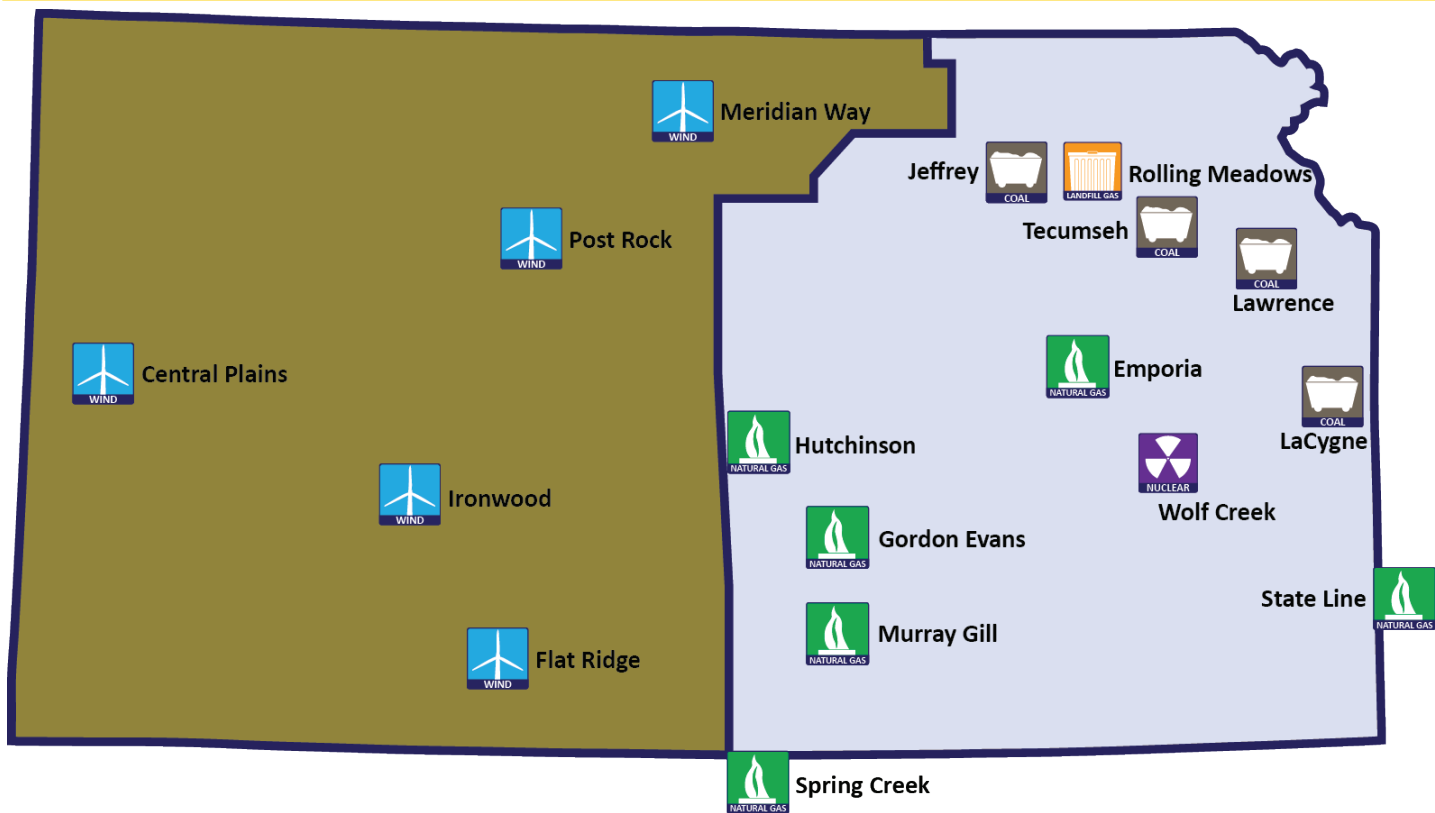 Meridian Way
WIND
Jeffrey
COAL
LANDFILL GAS
Rolling Meadows
Tecumseh
COAL
Post Rock
WIND
COAL
Lawrence
Central Plains
WIND
Emporia
NATURAL GAS
COAL
LaCygne
Hutchinson
NATURAL GAS
NUCLEAR
Wolf Creek
Ironwood
WIND
Gordon Evans
NATURAL GAS
State Line
NATURAL GAS
Murray Gill
NATURAL GAS
Flat Ridge
WIND
Spring Creek
NATURAL GAS